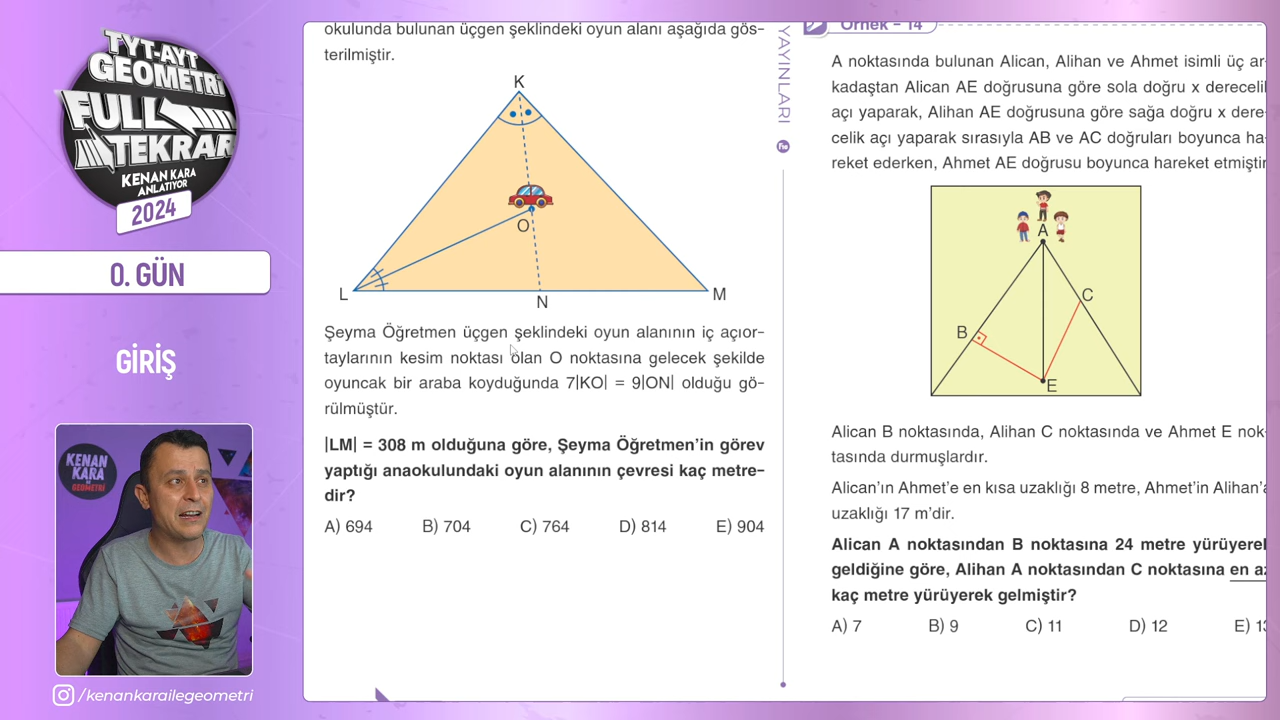 TYT-AYT
GEOMETRİ
FULL
TEKRAR
KENAN KARA
ANLATIYOR
2024
0. GÜN
GİRİŞ
KENAN
KARA
GEOMETRİ
/kenankarailegeometri
okulunda bulunan üçgen şeklindeki oyun alanı aşağıda gös-
terilmiştir.
K
O
L
N
M
Şeyma Öğretmen üçgen şeklindeki oyun alanının iç açıor-
taylarının kesim noktası olan O noktasına gelecek şekilde
oyuncak bir araba koyduğunda 7|KO| = 9|ON| olduğu gö-
rülmüştür.
|LM| = 308 m olduğuna göre, Şeyma Öğretmen'in görev
yaptığı anaokulundaki oyun alanının çevresi kaç metre-
dir?
A) 694 B) 704 C) 764 D) 814 E) 904
YAYINLARI
Örnek – 14
A noktasında bulunan Alican, Alihan ve Ahmet isimli üç ar-
kadaştan Alican AE doğrusuna göre sola doğru x derecelik
açı yaparak, Alihan AE doğrusuna göre sağa doğru x dere-
celik açı yaparak sırasıyla AB ve AC doğruları boyunca ha-
reket ederken, Ahmet AE doğrusu boyunca hareket etmiştir
A
C
B
E
Alican B noktasında, Alihan C noktasında ve Ahmet E nok-
tasında durmuşlardır.
Alican'ın Ahmet'e en kısa uzaklığı 8 metre, Ahmet'in Alihan'a
uzaklığı 17 m'dir.
Alican A noktasından B noktasına 24 metre yürüyerek
geldiğine göre, Alihan A noktasından C noktasına en az
kaç metre yürüyerek gelmiştir?
A) 7 B) 9 C) 11 D) 12 E) 13